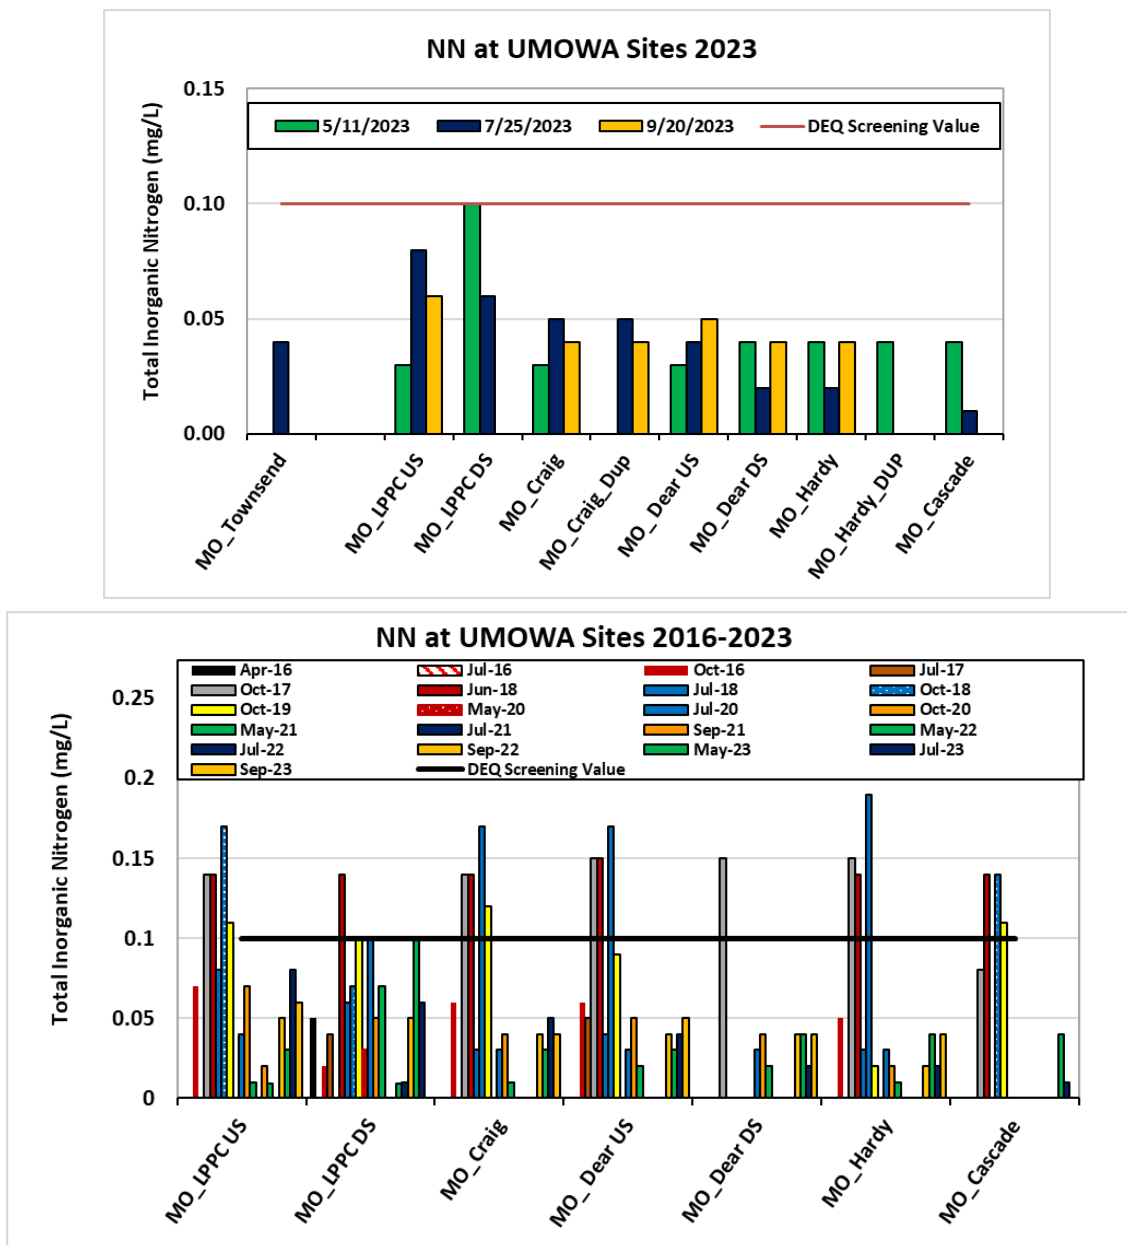 NN at UMOWA Sites 2023
Total Inorganic Nitrogen (mg/L)
0.15
5/11/2023 7/25/2023 9/20/2023 DEQ Screening Value
0.10
0.05
0.00
MO_Townsend MO_LPPC US MO_LPPC DS MO_Craig MO_Craig_Dup MO_ Dear US MO_Dear DS MO_Hardy MO_Hardy_DUP MO_Cascade
NN at UMOWA Sites 2016-2023
Total Inorganic Nitrogen (mg/L)
Apr-16 Jul-16 Oct-16 Jul-17
Oct-17 Jun-18 Jul-18 Oct-18
0.25
Oct-19 May-20 Jul-20 Oct-20
May-21 Jul-21 Sep-21 May-22
Jul-22 Sep-22 May-23 Jul-23
Sep-23 DEQ Screening Value
0.2
0.15
0.1
0.05
0
MO_LPPC US MO_LPPC DS MO_Craig MO_ Dear US MO_Dear DS MO_Hardy MO_Cascade